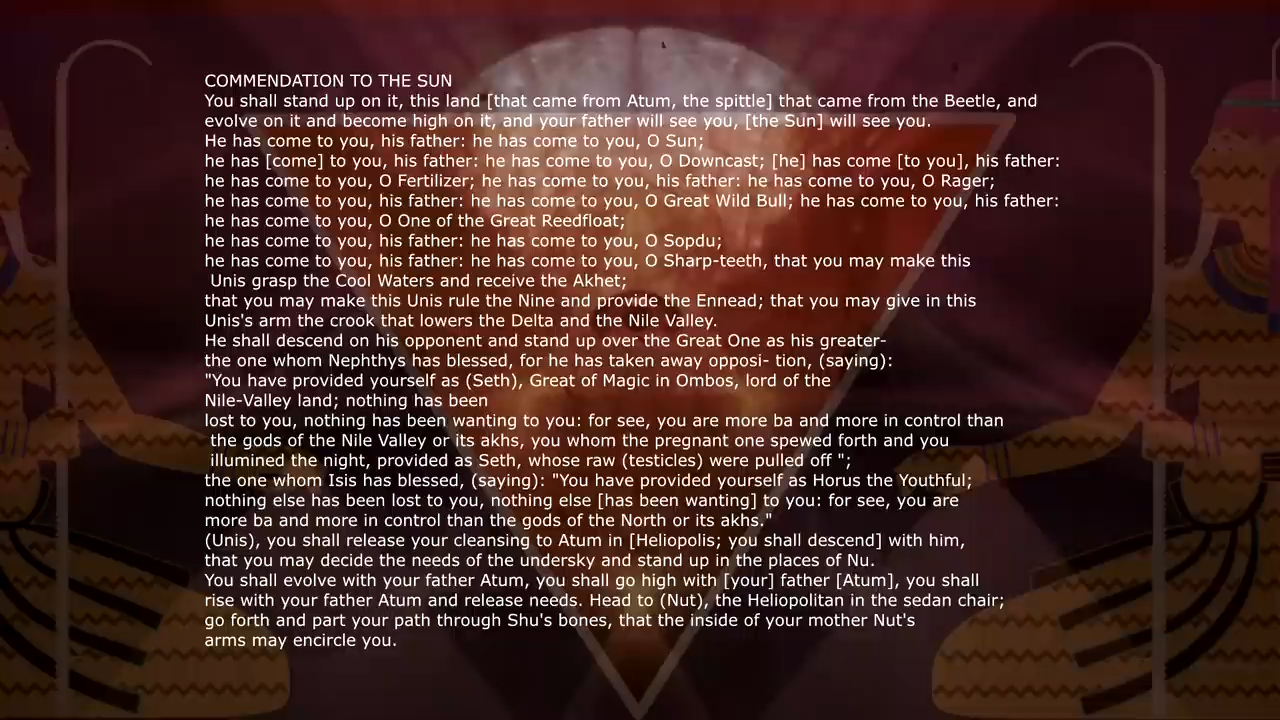 COMMENDATION TO THE SUN
You shall stand up on it, this land [that came from Atum, the spittle] that came from the Beetle, and
evolve on it and become high on it, and your father will see you, [the Sun] will see you.
He has come to you, his father: he has come to you, O Sun;
he has [come] to you, his father: he has come to you, O Downcast; [he] has come [to you], his father:
he has come to you, O Fertilizer; he has come to you, his father: he has come to you, O Rager;
he has come to you, his father: he has come to you, O Great Wild Bull; he has come to you, his father:
he has come to you, O One of the Great Reedfloat;
he has come to you, his father: he has come to you, O Sopdu;
he has come to you, his father: he has come to you, O Sharp-teeth, that you may make this
Unis grasp the Cool Waters and receive the Akhet;
that you may make this Unis rule the Nine and provide the Ennead; that you may give in this
Unis's arm the crook that lowers the Delta and the Nile Valley.
He shall descend on his opponent and stand up over the Great One as his greater-
the one whom Nephthys has blessed, for he has taken away opposi- tion, (saying):
"You have provided yourself as (Seth), Great of Magic in Ombos, lord of the
Nile-Valley land; nothing has been
lost to you, nothing has been wanting to you: for see, you are more ba and more in control than
the gods of the Nile Valley or its akhs, you whom the pregnant one spewed forth and you
illumined the night, provided as Seth, whose raw (testicles) were pulled off ";
the one whom Isis has blessed, (saying): "You have provided yourself as Horus the Youthful;
nothing else has been lost to you, nothing else [has been wanting] to you: for see, you are
more ba and more in control than the gods of the North or its akhs."
(Unis), you shall release your cleansing to Atum in [Heliopolis; you shall descend] with him,
that you may decide the needs of the undersky and stand up in the places of Nu.
You shall evolve with your father Atum, you shall go high with [your] father [Atum], you shall
rise with your father Atum and release needs. Head to (Nut), the Heliopolitan in the sedan chair;
go forth and part your path through Shu's bones, that the inside of your mother Nut's
arms may encircle you.